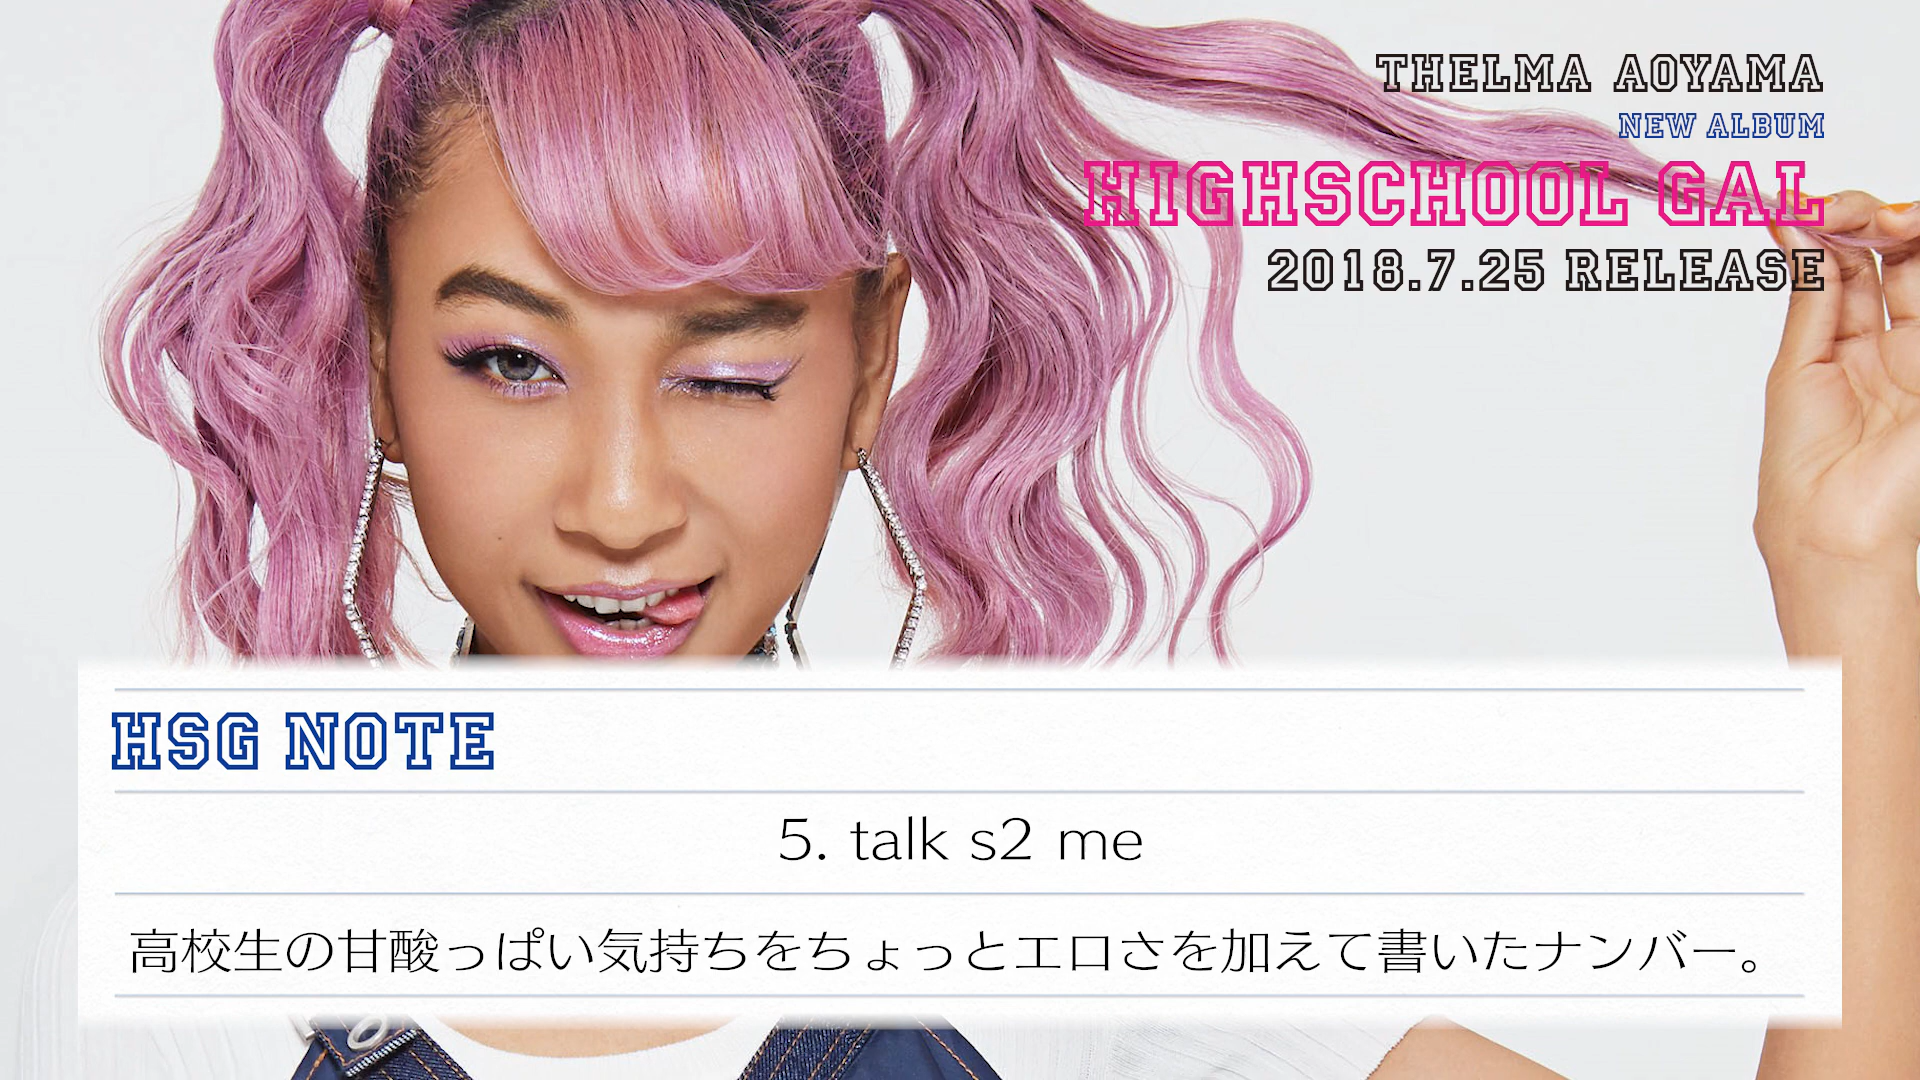 THELMA AOYAMA
NEW ALBUM
HIGHSCHOOL GAL
2018.7.25 RELEASE
HSG NOTE
5. talk s2 me
高校生の甘酸っぱい気持ちをちょっとエロさを加えて書いたナンバー。